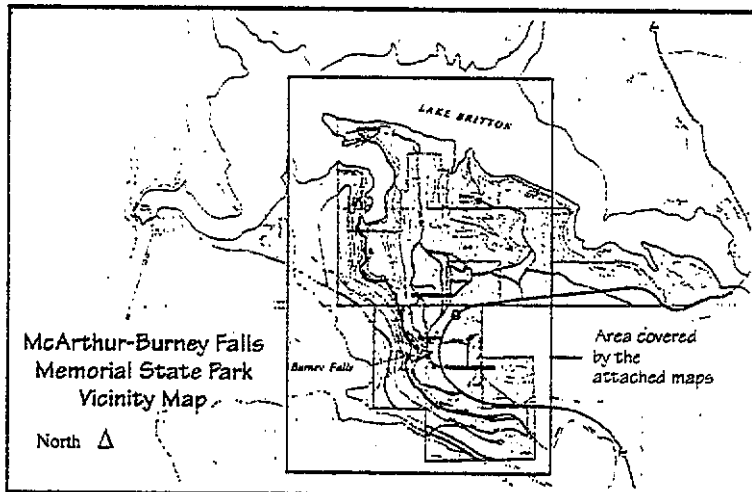 LAKE BRITTON
McArthur-Burney Falls
Memorial State Park
Vicinity Map
North
Burney Falls
Area covered
by the
attached maps